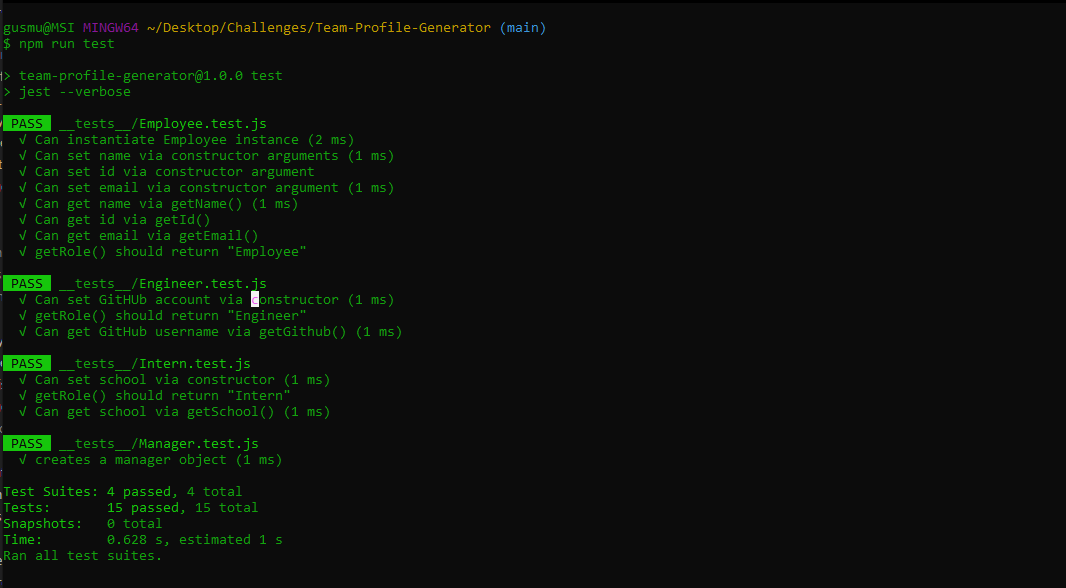 gusmu@MSI MINGW64 ~/Desktop/Challenges/Team-Profile-Generator (main)
$ npm run test
> team-profile-generator@1.0.0 test
> jest --verbose
PASS __tests__/Employee.test.js
√ Can instantiate Employee instance (2 ms)
√ Can set name via constructor arguments (1 ms)
√ Can set id via constructor argument
√ Can set email via constructor argument (1 ms)
√ Can get name via getName() (1 ms)
√ Can get id via getId()
√ Can get email via getEmail()
√ getRole() should return "Employee"
PASS __tests__/Engineer.test.js
√ Can set GitHUb account via constructor (1 ms)
√ getRole() should return "Engineer"
√ Can get GitHub username via getGithub() (1 ms)
PASS __tests__/Intern.test.js
√ Can set school via constructor (1 ms)
√ getRole() should return "Intern"
√ Can get school via getSchool() (1 ms)
PASS __tests__/Manager.test.js
√ creates a manager object (1 ms)
Test Suites: 4 passed, 4 total
Tests: 15 passed, 15 total
Snapshots: 0 total
Time: 0.628 s, estimated 1 s
Ran all test suites.